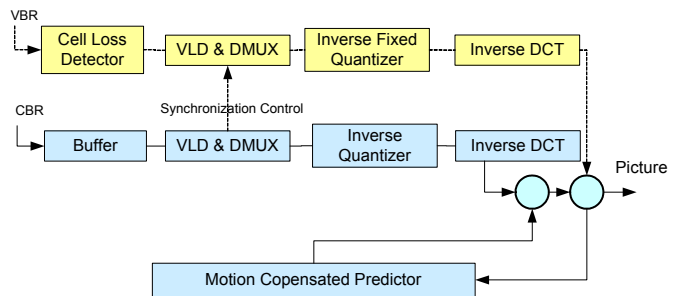 VBR
Cell Loss
Detector
VLD & DMUX
Inverse Fixed
Quantizer
Inverse DCT
Synchronization Control
CBR
Buffer
VLD & DMUX
Inverse
Quantizer
Inverse DCT
Picture
Motion Copensated Predictor